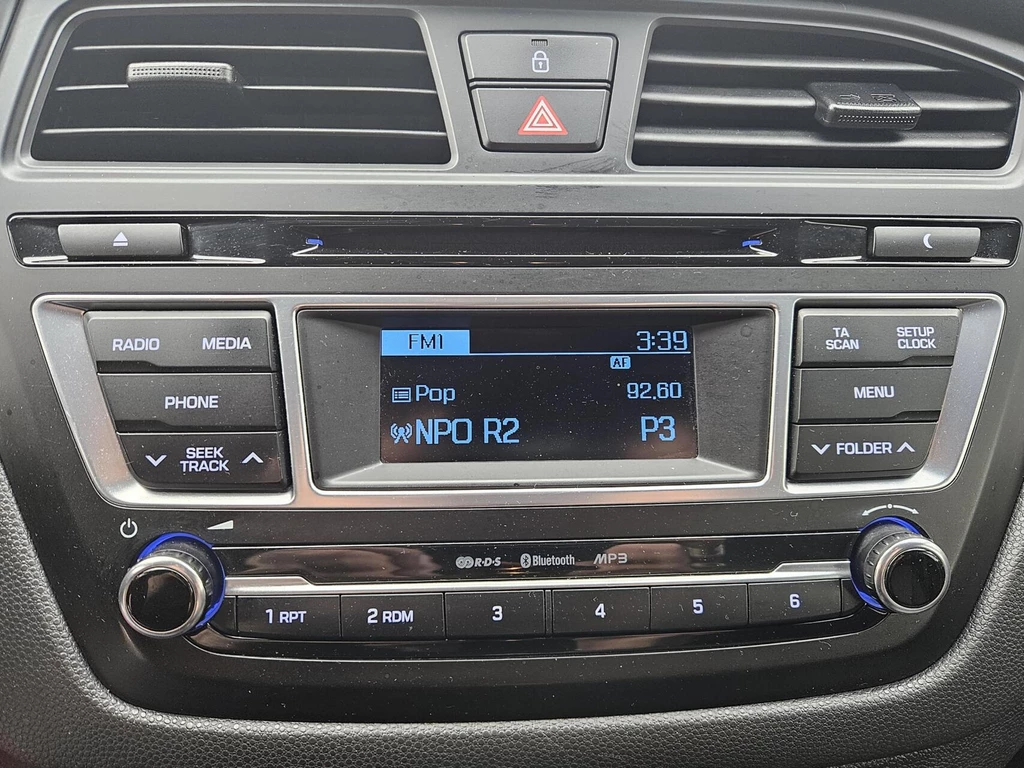 FM1 3:39
AF
Pop 92.60
NPO R2 P3
RADIO MEDIA
PHONE
SEEK
TRACK
TA
SCAN
SETUP
CLOCK
MENU
FOLDER
R·D·S Bluetooth MP3
1 RPT 2 RDM 3 4 5 6